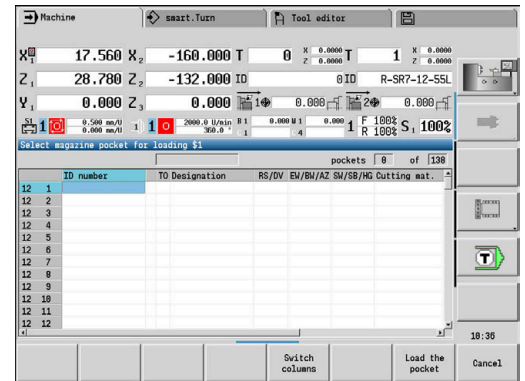 Machine smart.Turn Tool editor
X1 17.560 X2 -160.000 T 0 X 0.0000 Z 0.0000 T 1 X 0.0000 Z 0.0000
Z1 28.780 Z2 -132.000 ID 0 ID R-SR7-12-55L
Y1 0.000 Z3 0.000 1 0.000 2 0.000
S1 1 0.500 mm/U 0.000 mm/U 1) 1 2000.0 U/min 360.0 ° B 1 -1 0.000 W 1 -4 0.000 1 F 100% R 100% S1 100%
Select magazine pocket for loading $1
pockets 0 of 138
ID number TO Designation RS/DV EW/BW/AZ SW/SB/HG Cutting mat.
12 1
12 2
12 3
12 4
12 5
12 6
12 7
12 8
12 9
12 10
12 11
12 12
T
10:36
Switch columns
Load the pocket
Cancel